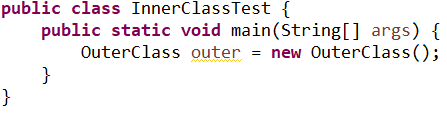 public class InnerClassTest {
    public static void main(String[] args) {
        OuterClass outer = new OuterClass();
    }
}